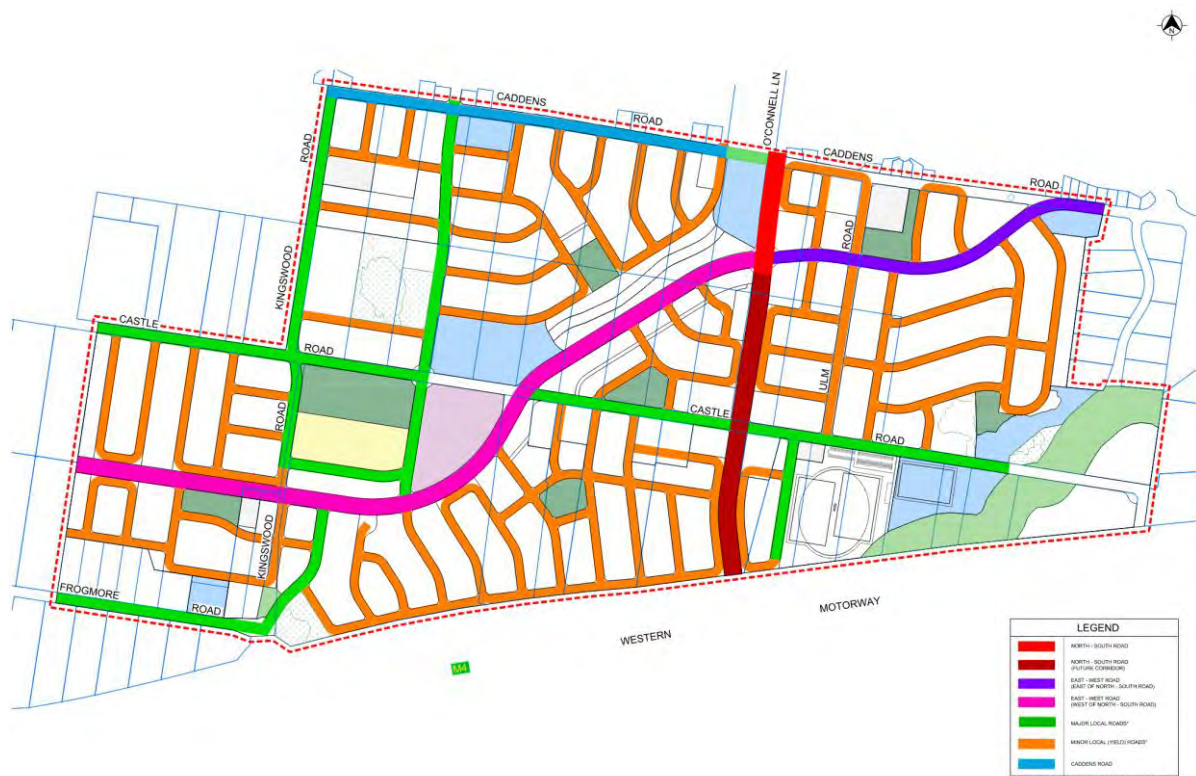 N
O'CONNELL LN
CADDENS
ROAD
CADDENS
ROAD
ROAD
KINGSWOOD
ROAD
CASTLE
ROAD
ULM
CASTLE
ROAD
ROAD
KINGSWOOD
FROGMORE
ROAD
WESTERN
MOTORWAY
M4
LEGEND
NORTH - SOUTH ROAD
NORTH - SOUTH ROAD
(FUTURE CORRIDOR)
EAST - WEST ROAD
(EAST OF NORTH - SOUTH ROAD)
EAST - WEST ROAD
(WEST OF NORTH - SOUTH ROAD)
MAJOR LOCAL ROADS*
MINOR LOCAL (YIELD) ROADS*
CADDENS ROAD